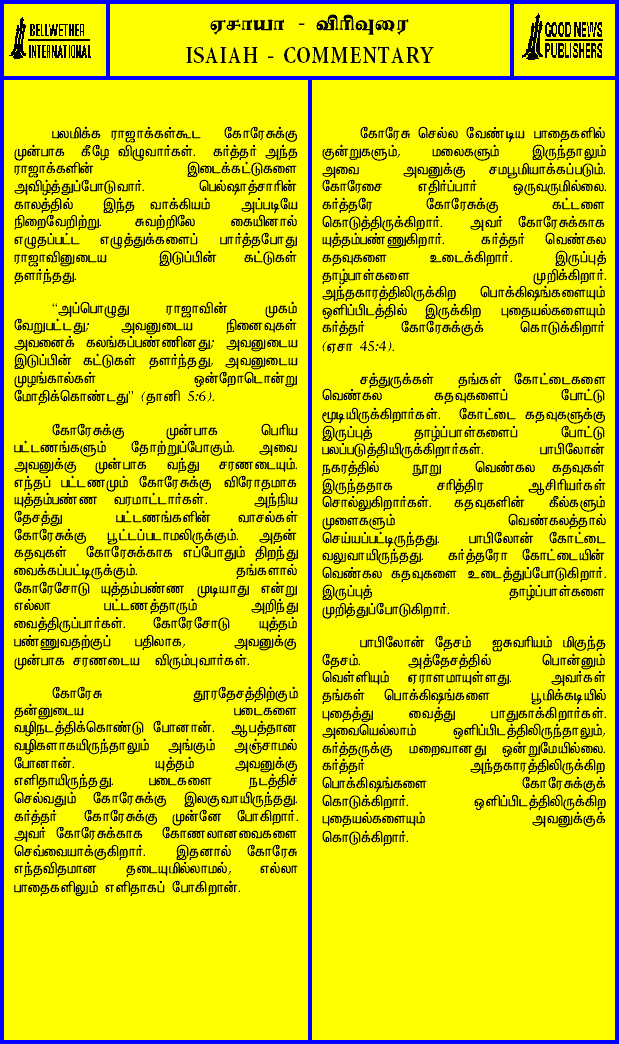 BELLWETHER
INTERNATIONAL
ஏசாயா - விரிவுரை
ISAIAH - COMMENTARY
GOOD NEWS
PUBLISHERS
பலமிக்க ராஜாக்கள்கூட கோரேசுக்கு
முன்பாக கீழே விழுவார்கள். கர்த்தர் அந்த
ராஜாக்களின் இடைக்கட்டுகளை
அவிழ்த்துப்போடுவார். பெல்ஷாத்சாரின்
காலத்தில் இந்த வாக்கியம் அப்படியே
நிறைவேறிற்று. சுவற்றிலே கையினால்
எழுதப்பட்ட எழுத்துக்களைப் பார்த்தபோது
ராஜாவினுடைய இடுப்பின் கட்டுகள்
தளர்ந்தது.
“அப்பொழுது ராஜாவின் முகம்
வேறுபட்டது; அவனுடைய நினைவுகள்
அவனைக் கலங்கப்பண்ணினது; அவனுடைய
இடுப்பின் கட்டுகள் தளர்ந்தது, அவனுடைய
முழங்கால்கள் ஒன்றோடொன்று
மோதிக்கொண்டது” (தானி 5:6).
கோரேசுக்கு முன்பாக பெரிய
பட்டணங்களும் தோற்றுப்போகும். அவை
அவனுக்கு முன்பாக வந்து சரணடையும்.
எந்தப் பட்டணமும் கோரேசுக்கு விரோதமாக
யுத்தம்பண்ண வரமாட்டார்கள். அந்நிய
தேசத்து பட்டணங்களின் வாசல்கள்
கோரேசுக்கு பூட்டப்படாமலிருக்கும். அதன்
கதவுகள் கோரேசுக்காக எப்போதும் திறந்து
வைக்கப்பட்டிருக்கும். தங்களால்
கோரேசோடு யுத்தம்பண்ண முடியாது என்று
எல்லா பட்டணத்தாரும் அறிந்து
வைத்திருப்பார்கள். கோரேசோடு யுத்தம்
பண்ணுவதற்குப் பதிலாக, அவனுக்கு
முன்பாக சரணடைய விரும்புவார்கள்.
கோரேசு தூரதேசத்திற்கும்
தன்னுடைய படைகளை
வழிநடத்திக்கொண்டு போனான். ஆபத்தான
வழிகளாகயிருந்தாலும் அங்கும் அஞ்சாமல்
போனான். யுத்தம் அவனுக்கு
எளிதாயிருந்தது. படைகளை நடத்திச்
செல்வதும் கோரேசுக்கு இலகுவாயிருந்தது.
கர்த்தர் கோரேசுக்கு முன்னே போகிறார்.
அவர் கோரேசுக்காக கோணலானவைகளை
செவ்வையாக்குகிறார். இதனால் கோரேசு
எந்தவிதமான தடையுமில்லாமல், எல்லா
பாதைகளிலும் எளிதாகப் போகிறான்.
கோரேசு செல்ல வேண்டிய பாதைகளில்
குன்றுகளும், மலைகளும் இருந்தாலும்
அவை அவனுக்கு சமபூமியாக்கப்படும்.
கோரேசை எதிர்ப்பார் ஒருவருமில்லை.
கர்த்தரே கோரேசுக்கு கட்டளை
கொடுத்திருக்கிறார். அவர் கோரேசுக்காக
யுத்தம்பண்ணுகிறார். கர்த்தர் வெண்கல
கதவுகளை உடைக்கிறார். இருப்புத்
தாழ்பாள்களை முறிக்கிறார்.
அந்தகாரத்திலிருக்கிற பொக்கிஷங்களையும்
ஒளிப்பிடத்தில் இருக்கிற புதையல்களையும்
கர்த்தர் கோரேசுக்குக் கொடுக்கிறார்
(ஏசா 45:4).
சத்துருக்கள் தங்கள் கோட்டைகளை
வெண்கல கதவுகளைப் போட்டு
மூடியிருக்கிறார்கள். கோட்டை கதவுகளுக்கு
இருப்புத் தாழ்ப்பாள்களைப் போட்டு
பலப்படுத்தியிருக்கிறார்கள். பாபிலோன்
நகரத்தில் நூறு வெண்கல கதவுகள்
இருந்ததாக சரித்திர ஆசிரியர்கள்
சொல்லுகிறார்கள். கதவுகளின் கீல்களும்
முளைகளும் வெண்கலத்தால்
செய்யப்பட்டிருந்தது. பாபிலோன் கோட்டை
வலுவாயிருந்தது. கர்த்தரோ கோட்டையின்
வெண்கல கதவுகளை உடைத்துப்போடுகிறார்.
இருப்புத் தாழ்ப்பாள்களை
முறித்துப்போடுகிறார்.
பாபிலோன் தேசம் ஐசுவரியம் மிகுந்த
தேசம். அத்தேசத்தில் பொன்னும்
வெள்ளியும் ஏராளமாயுள்ளது. அவர்கள்
தங்கள் பொக்கிஷங்களை பூமிக்கடியில்
புதைத்து வைத்து பாதுகாக்கிறார்கள்.
அவையெல்லாம் ஒளிப்பிடத்திலிருந்தாலும்,
கர்த்தருக்கு மறைவானது ஒன்றுமேயில்லை.
கர்த்தர் அந்தகாரத்திலிருக்கிற
பொக்கிஷங்களை கோரேசுக்குக்
கொடுக்கிறார். ஒளிப்பிடத்திலிருக்கிற
புதையல்களையும் அவனுக்குக்
கொடுக்கிறார்.